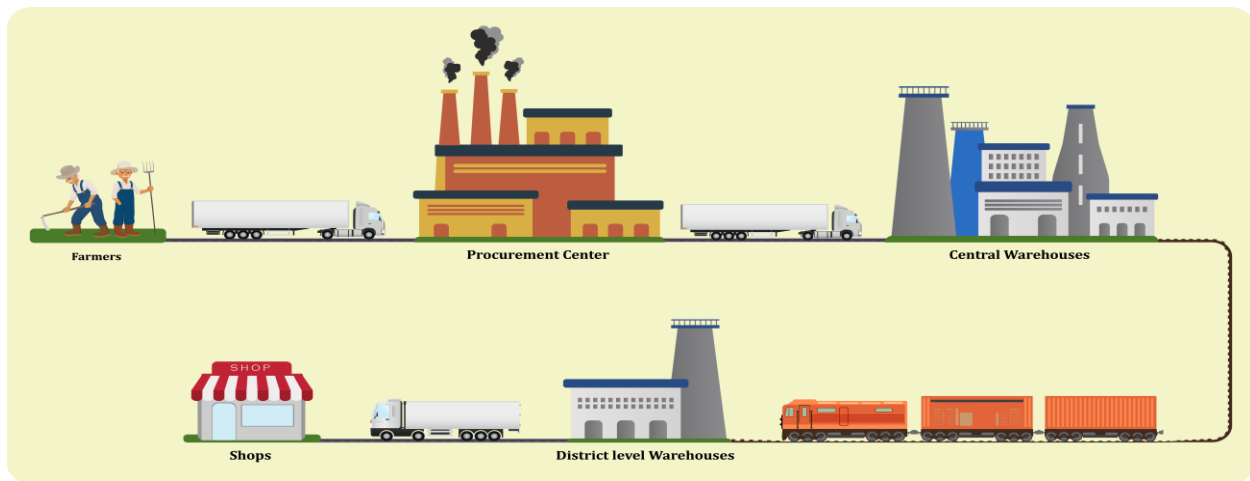 Farmers
Procurement Center
Central Warehouses
SHOP
Shops
District level Warehouses